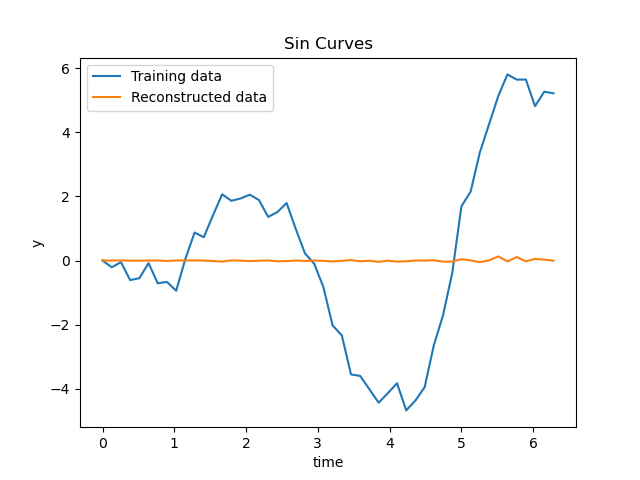 Sin Curves
Training data
Reconstructed data
6
4
2
0
−2
−4
y
0 1 2 3 4 5 6
time